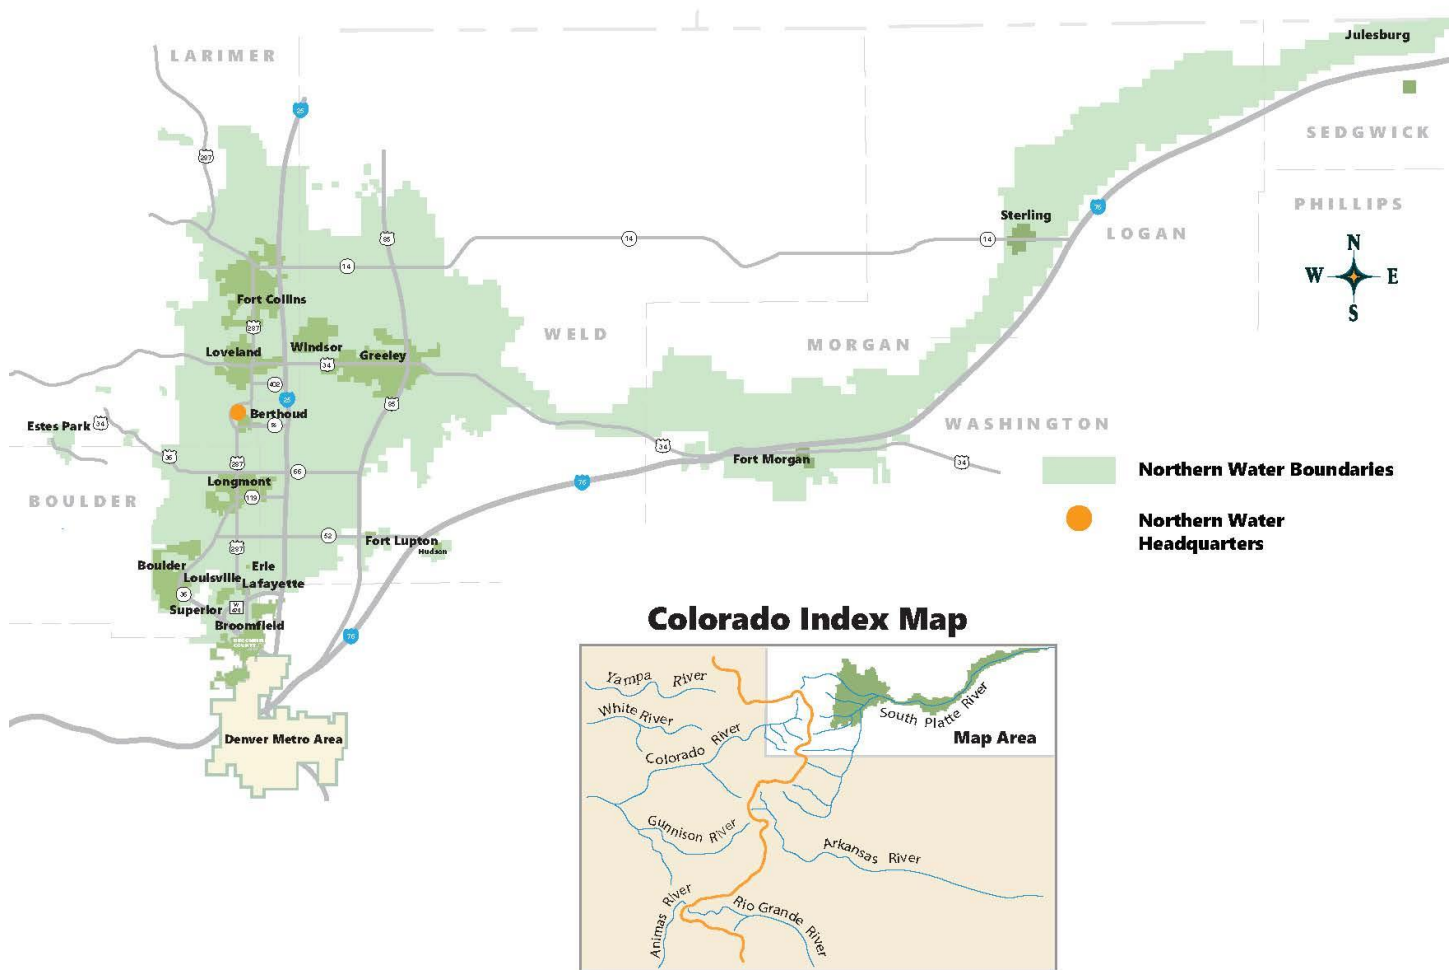 Julesburg
LARIMER
25
SEDGWICK
287
PHILLIPS
76
Sterling
LOGAN
85
14
14
14
N
W E
S
Fort Collins
287
WELD
MORGAN
Windsor
Loveland
Greeley
34
402
25
85
Berthoud
56
Estes Park
34
WASHINGTON
36
34
34
Fort Morgan
287
66
Northern Water Boundaries
Longmont
76
119
BOULDER
Northern Water
Headquarters
52
Fort Lupton
Hudson
287
Boulder
Erie
Louisville
Lafayette
36
Superior
Broomfield
76
Denver Metro Area
Colorado Index Map
Yampa River
White River
South Platte River
Colorado River
Map Area
Gunnison River
Arkansas River
Animas River
Rio Grande River